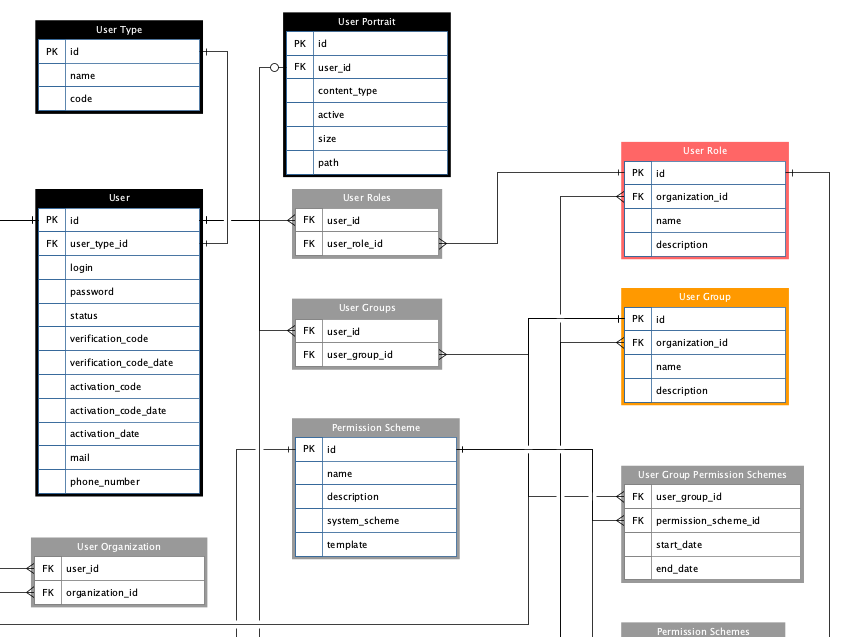 User Type
PK id
name
code
User Portrait
PK id
FK user_id
content_type
active
size
path
User
PK id
FK user_type_id
login
password
status
verification_code
verification_code_date
activation_code
activation_code_date
activation_date
mail
phone_number
User Roles
FK user_id
FK user_role_id
User Role
PK id
FK organization_id
name
description
User Groups
FK user_id
FK user_group_id
User Group
PK id
FK organization_id
name
description
Permission Scheme
PK id
name
description
system_scheme
template
User Group Permission Schemes
FK user_group_id
FK permission_scheme_id
start_date
end_date
User Organization
FK user_id
FK organization_id
Permission Schemes